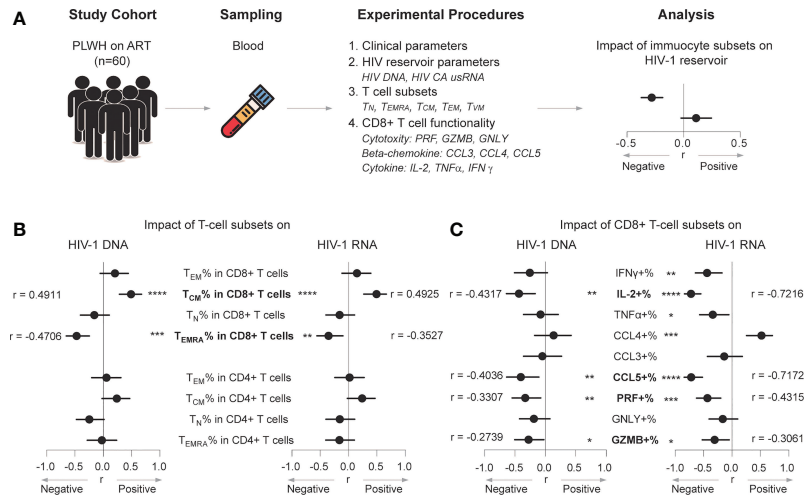 A
Study Cohort
PLWH on ART
(n=60)
Sampling
Blood
Experimental Procedures
1. Clinical parameters
2. HIV reservoir parameters
HIV DNA, HIV CA usRNA
3. T cell subsets
TN, TEMRA, TCM, TEM, TVM
4. CD8+ T cell functionality
Cytotoxity: PRF, GZMB, GNLY
Beta-chemokine: CCL3, CCL4, CCL5
Cytokine: IL-2, TNFα, IFN γ
Analysis
Impact of immuocyte subsets on
HIV-1 reservoir
-0.5 0.0 0.5
r
Negative Positive
B
Impact of T-cell subsets on
HIV-1 DNA HIV-1 RNA
TEM% in CD8+ T cells
r = 0.4911 **** TCM% in CD8+ T cells **** r = 0.4925
TN% in CD8+ T cells
r = -0.4706 *** TEMRA% in CD8+ T cells ** r = -0.3527
TEM% in CD4+ T cells
TCM% in CD4+ T cells
TN% in CD4+ T cells
TEMRA% in CD4+ T cells
-1.0 -0.5 0.0 0.5 1.0 -1.0 -0.5 0.0 0.5 1.0
r r
Negative Positive Negative Positive
C
Impact of CD8+ T-cell subsets on
HIV-1 DNA HIV-1 RNA
IFNγ+% **
r = -0.4317 ** IL-2+% **** r = -0.7216
TNFα+% *
CCL4+% ***
CCL3+%
r = -0.4036 ** CCL5+% **** r = -0.7172
r = -0.3307 ** PRF+% *** r = -0.4315
GNLY+%
r = -0.2739 * GZMB+% * r = -0.3061
-1.0 -0.5 0.0 0.5 1.0 -1.0 -0.5 0.0 0.5 1.0
r r
Negative Positive Negative Positive